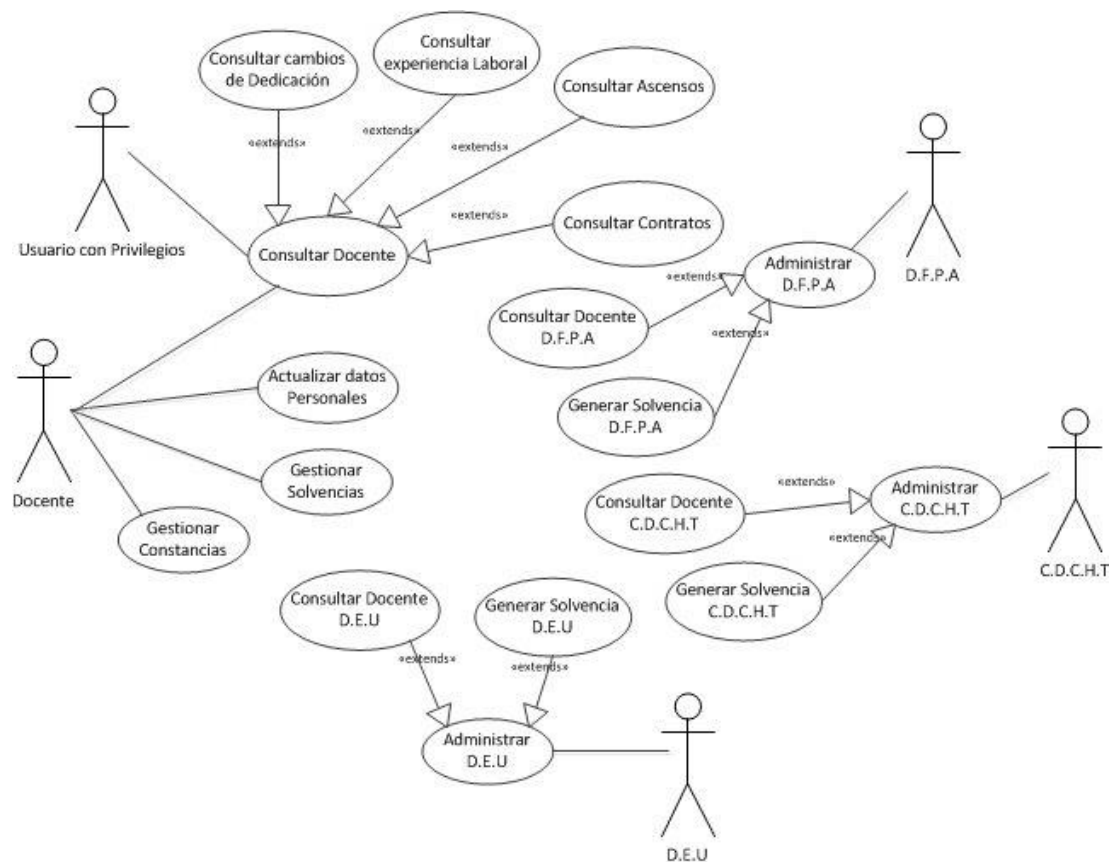 Consultar cambios
de Dedicación
Consultar
experiencia Laboral
Consultar Ascensos
«extends»
«extends»
«extends»
«extends»
Consultar Contratos
Usuario con Privilegios
Consultar Docente
Administrar
D.F.P.A
D.F.P.A
«extends»
Consultar Docente
D.F.P.A
«extends»
Generar Solvencia
D.F.P.A
Actualizar datos
Personales
Docente
Gestionar
Solvencias
Gestionar
Constancias
Consultar Docente
C.D.C.H.T
«extends»
Administrar
C.D.C.H.T
«extends»
C.D.C.H.T
Generar Solvencia
C.D.C.H.T
Consultar Docente
D.E.U
Generar Solvencia
D.E.U
«extends»
«extends»
Administrar
D.E.U
D.E.U